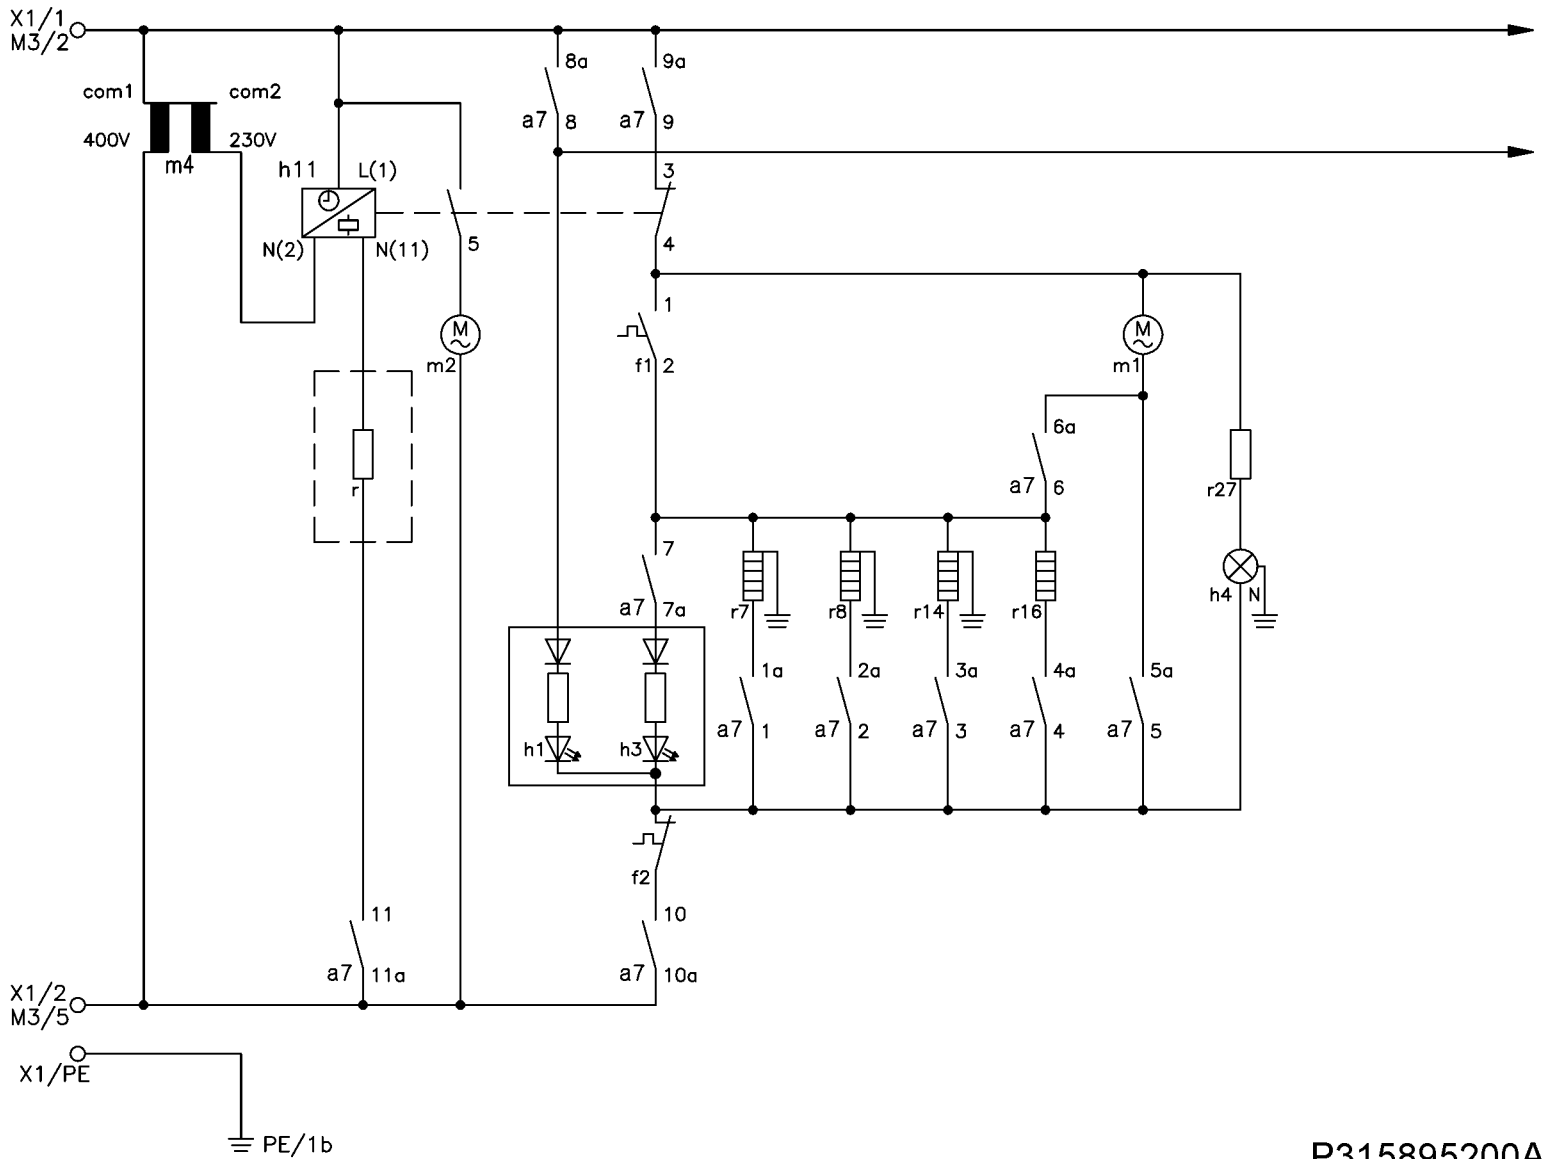 X1/1
M3/2
8a
9a
com1
com2
a7 8
a7 9
400V
230V
m4
h11
L(1)
3
N(2)
N(11)
5
4
1
M
m2
f1 2
M
m1
6a
r
a7 6
r27
7
r7
r8
r14
r16
h4 N
a7 7a
1a
2a
3a
4a
5a
h1
h3
a7 1
a7 2
a7 3
a7 4
a7 5
f2
11
10
a7 11a
a7 10a
X1/2
M3/5
X1/PE
PE/1b
P315895200A